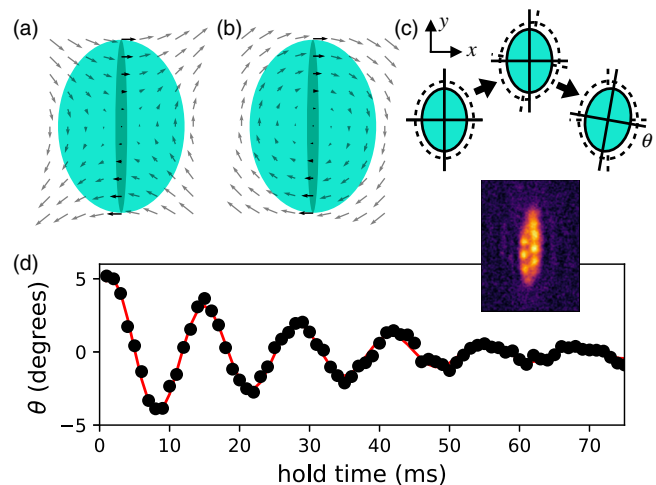 (a)
(b)
(c)
y
x
θ
(d)
5
0
−5
θ (degrees)
0 10 20 30 40 50 60 70
hold time (ms)